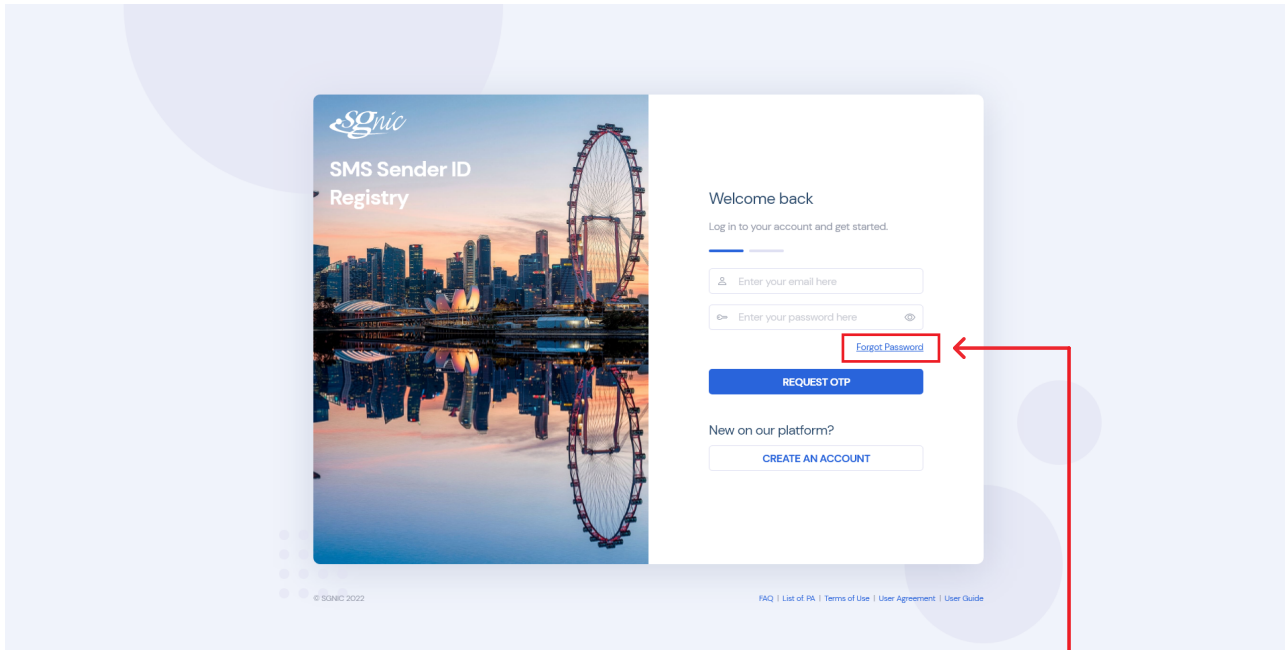 sgnic
SMS Sender ID
Registry
Welcome back
Log in to your account and get started.
Enter your email here
Enter your password here
Forgot Password
REQUEST OTP
New on our platform?
CREATE AN ACCOUNT
© SGNIC 2022
FAQ | List of PA | Terms of Use | User Agreement | User Guide